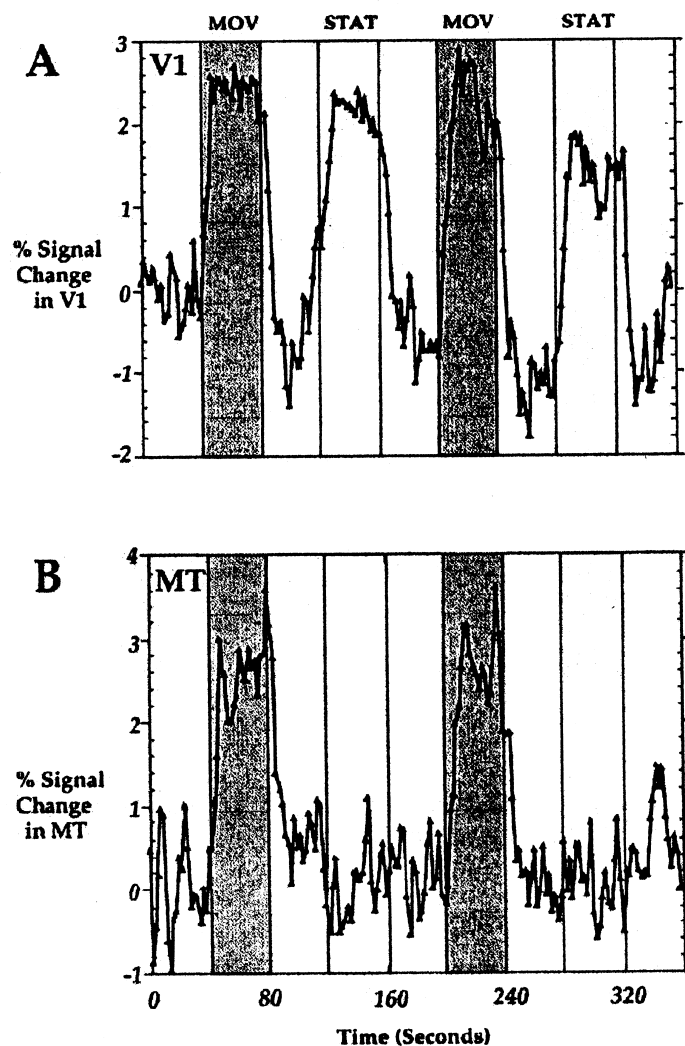 MOV STAT MOV STAT
A
V1
3
2
1
0
-1
-2
% Signal
Change
in V1
B
MT
4
3
2
1
0
-1
% Signal
Change
in MT
0 80 160 240 320
Time (Seconds)